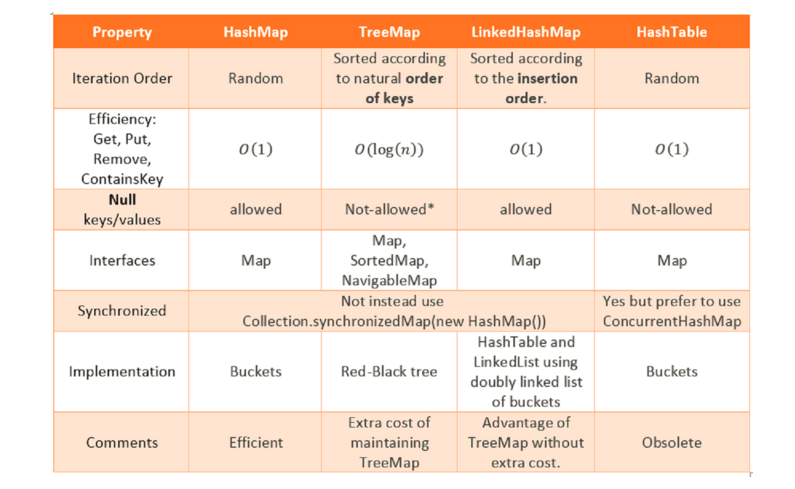 Property HashMap TreeMap LinkedHashMap HashTable
Iteration Order
Random
Sorted according
to natural order
of keys
Sorted according
to the insertion
order.
Random
Efficiency:
Get, Put,
Remove,
ContainsKey
O(1)
O(log(n))
O(1)
O(1)
Null
keys/values
allowed
Not-allowed*
allowed
Not-allowed
Interfaces
Map
Map,
SortedMap,
NavigableMap
Map
Map
Synchronized
Not instead use
Collection.synchronizedMap(new HashMap())
Yes but prefer to use
ConcurrentHashMap
Implementation
Buckets
Red-Black tree
HashTable and
LinkedList using
doubly linked list
of buckets
Buckets
Comments
Efficient
Extra cost of
maintaining
TreeMap
Advantage of
TreeMap without
extra cost.
Obsolete